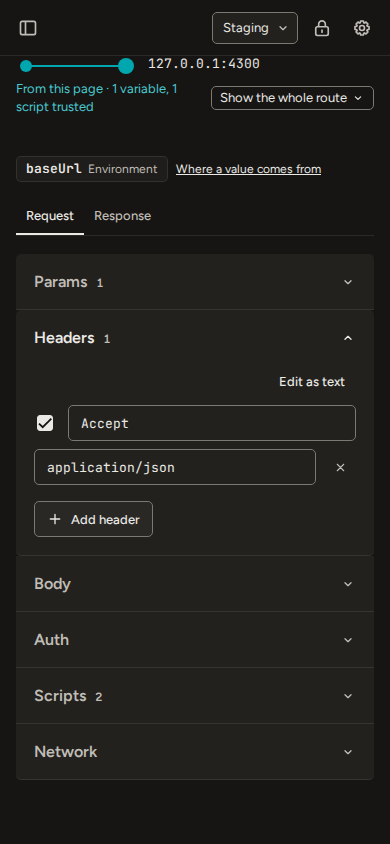 Staging
127.0.0.1:4300
From this page · 1 variable, 1
script trusted
Show the whole route
baseUrl Environment
Where a value comes from
Request Response
Params 1
Headers 1
Edit as text
Accept
application/json
Add header
Body
Auth
Scripts 2
Network